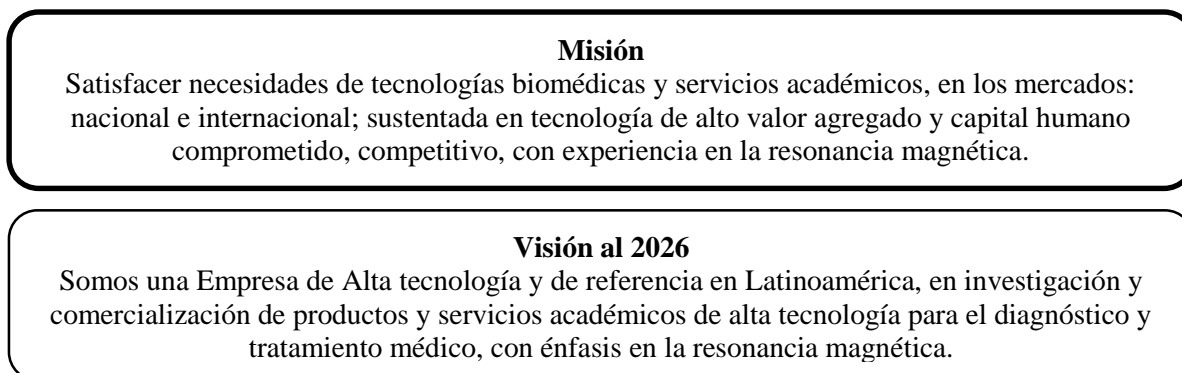 Misión
Satisfacer necesidades de tecnologías biomédicas y servicios académicos, en los mercados:
nacional e internacional; sustentada en tecnología de alto valor agregado y capital humano
comprometido, competitivo, con experiencia en la resonancia magnética.
Visión al 2026
Somos una Empresa de Alta tecnología y de referencia en Latinoamérica, en investigación y
comercialización de productos y servicios académicos de alta tecnología para el diagnóstico y
tratamiento médico, con énfasis en la resonancia magnética.